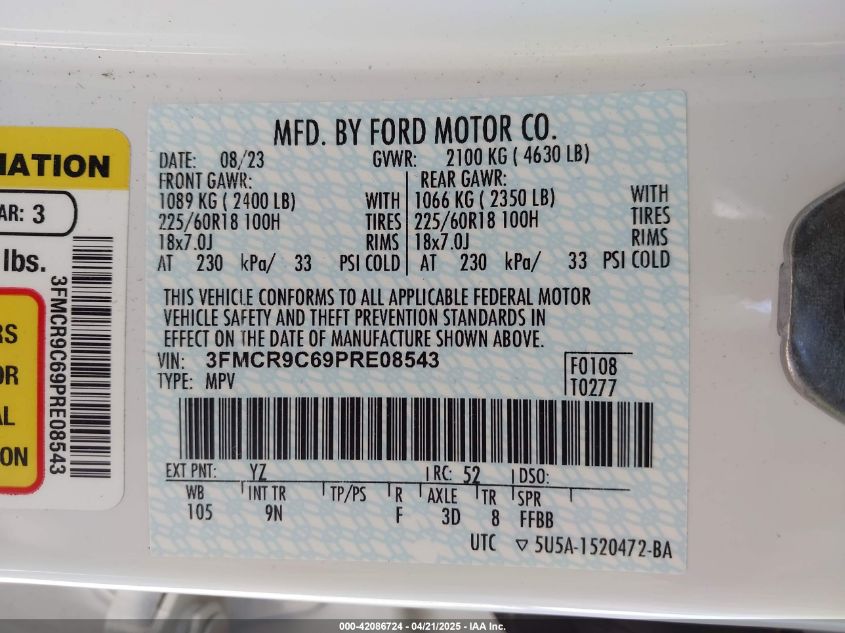 MATION
AR: 3
lbs.
RS
OR
AL
ON
3FMCR9C69PRE08543
MFD. BY FORD MOTOR CO.
DATE: 08/23 GVWR: 2100 KG ( 4630 LB)
FRONT GAWR: REAR GAWR:
1089 KG ( 2400 LB) WITH 1066 KG ( 2350 LB) WITH
225/60R18 100H TIRES 225/60R18 100H TIRES
18x7.0J RIMS 18x7.0J RIMS
AT 230 kPa/ 33 PSI COLD AT 230 kPa/ 33 PSI COLD
THIS VEHICLE CONFORMS TO ALL APPLICABLE FEDERAL MOTOR
VEHICLE SAFETY AND THEFT PREVENTION STANDARDS IN
EFFECT ON THE DATE OF MANUFACTURE SHOWN ABOVE.
VIN: 3FMCR9C69PRE08543 F0108
TYPE: MPV T0277
EXT PNT: YZ RC: 52 DSO:
WB INT TR TP/PS R AXLE TR SPR
105 9N F 3D 8 FFBB
UTC ▽ 5U5A-1520472-BA
000-42086724 - 04/21/2025 - IAA Inc.